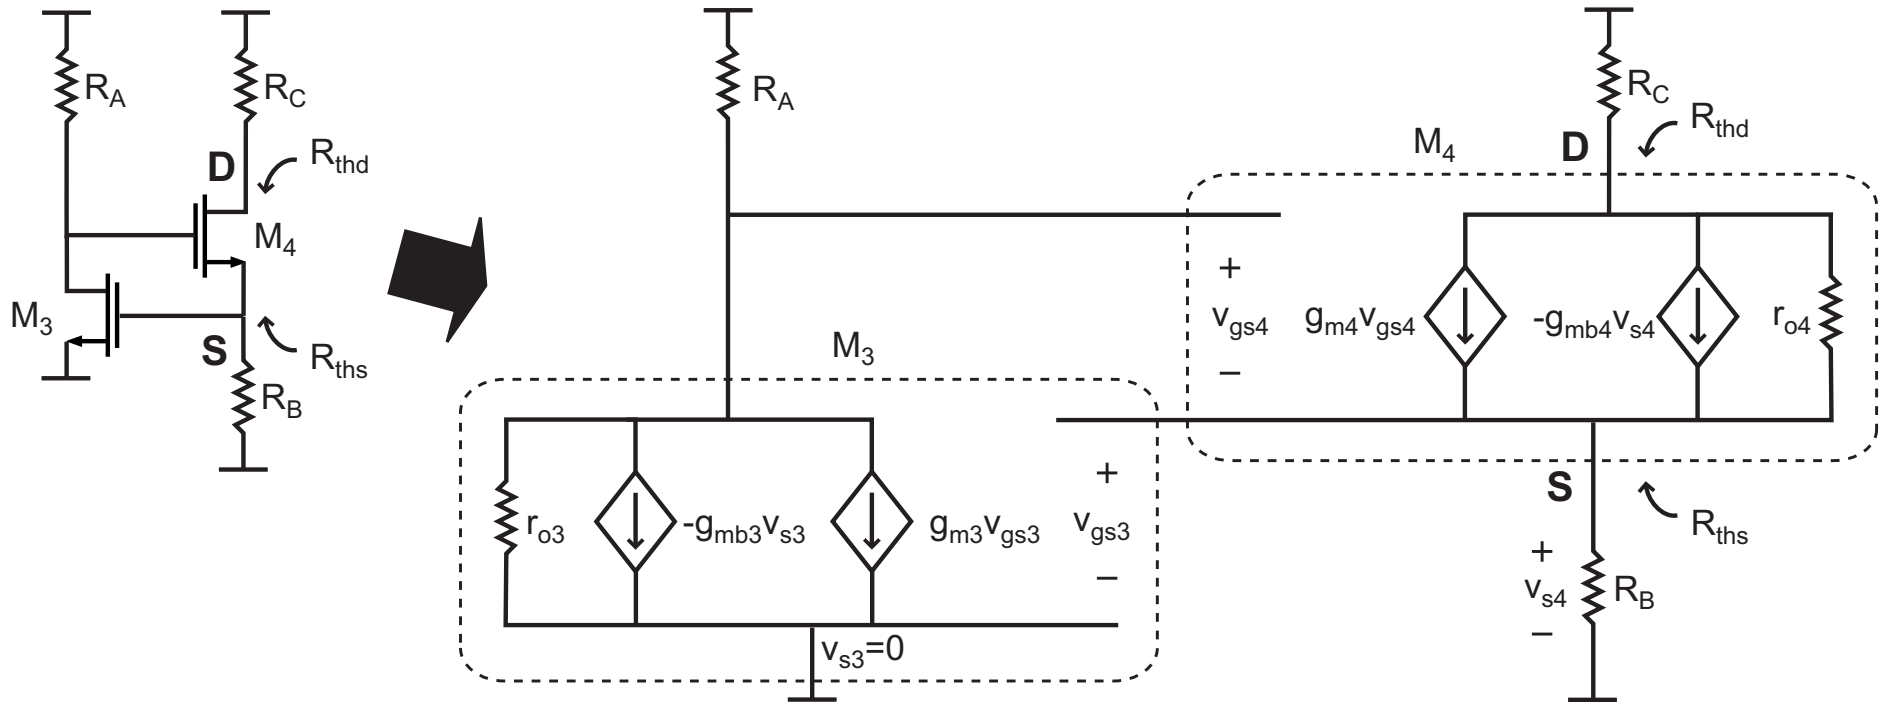 R_A
R_C
D
R_thd
M_4
M_3
S
R_ths
R_B
R_A
M_3
r_o3
-g_mb3v_s3
g_m3v_gs3
+
v_gs3
–
v_s3=0
R_C
R_thd
D
M_4
+
v_gs4
–
g_m4v_gs4
-g_mb4v_s4
r_o4
S
R_ths
+
v_s4
–
R_B